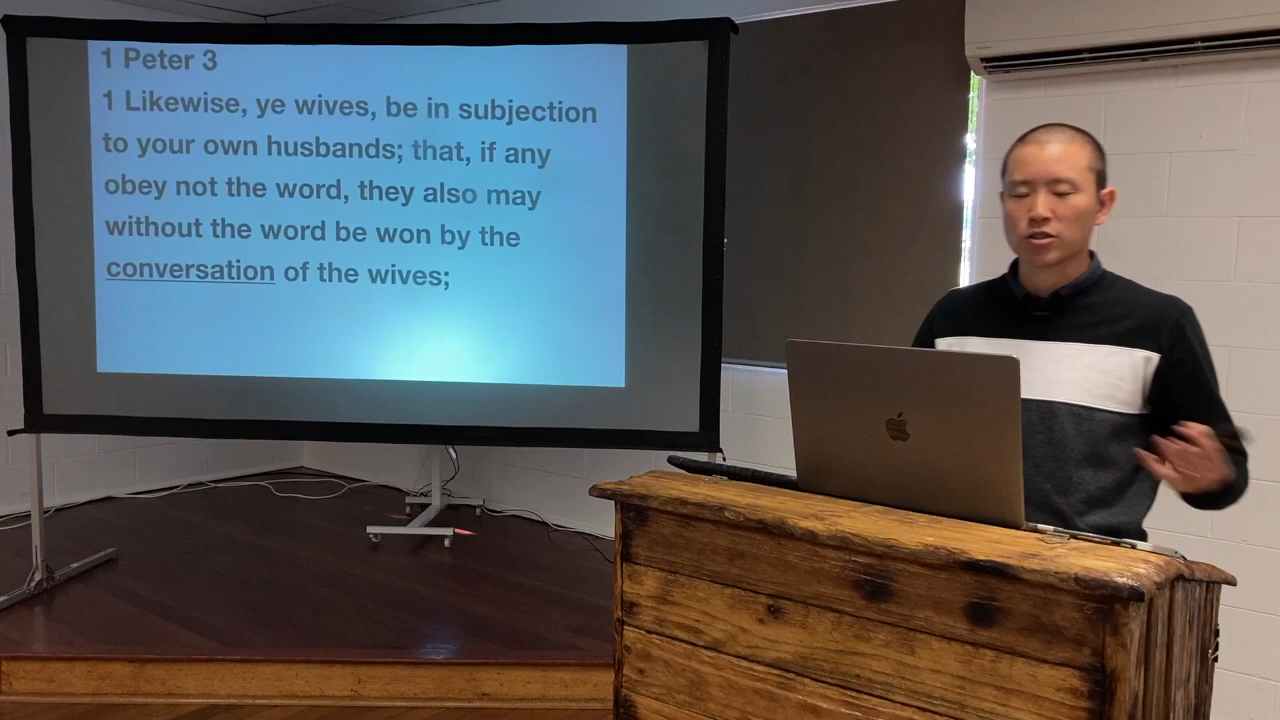 1 Peter 3
1 Likewise, ye wives, be in subjection
to your own husbands; that, if any
obey not the word, they also may
without the word be won by the
conversation of the wives;